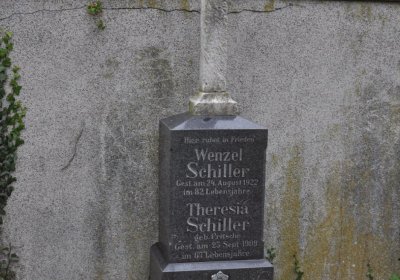 Hier ruhet in Frieden
Wenzel
Schiller
Gest. am 24. August 1922
im 82. Lebensjahre.
Theresia
Schiller
geb. Fritsche
Gest. am 25. Sept. 1909
im 67. Lebensjahre.